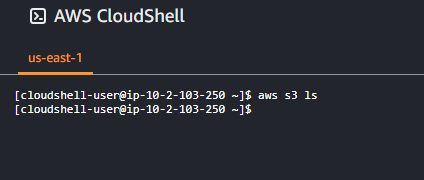 AWS CloudShell
us-east-1
[cloudshell-user@ip-10-2-103-250 ~]$ aws s3 ls
[cloudshell-user@ip-10-2-103-250 ~]$